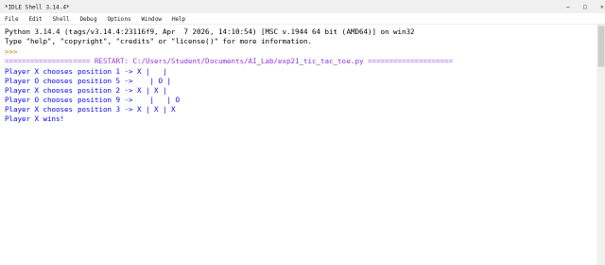 *IDLE Shell 3.14.4*
File Edit Shell Debug Options Window Help
Python 3.14.4 (tags/v3.14.4:23116f9, Apr  7 2026, 14:10:54) [MSC v.1944 64 bit (AMD64)] on win32
Type "help", "copyright", "credits" or "license()" for more information.
>>>
==================== RESTART: C:/Users/Student/Documents/AI_Lab/exp21_tic_tac_toe.py ====================
Player X chooses position 1 -> X |   |
Player O chooses position 5 ->   | O |
Player X chooses position 2 -> X | X |
Player O chooses position 9 ->   |   | O
Player X chooses position 3 -> X | X | X
Player X wins!